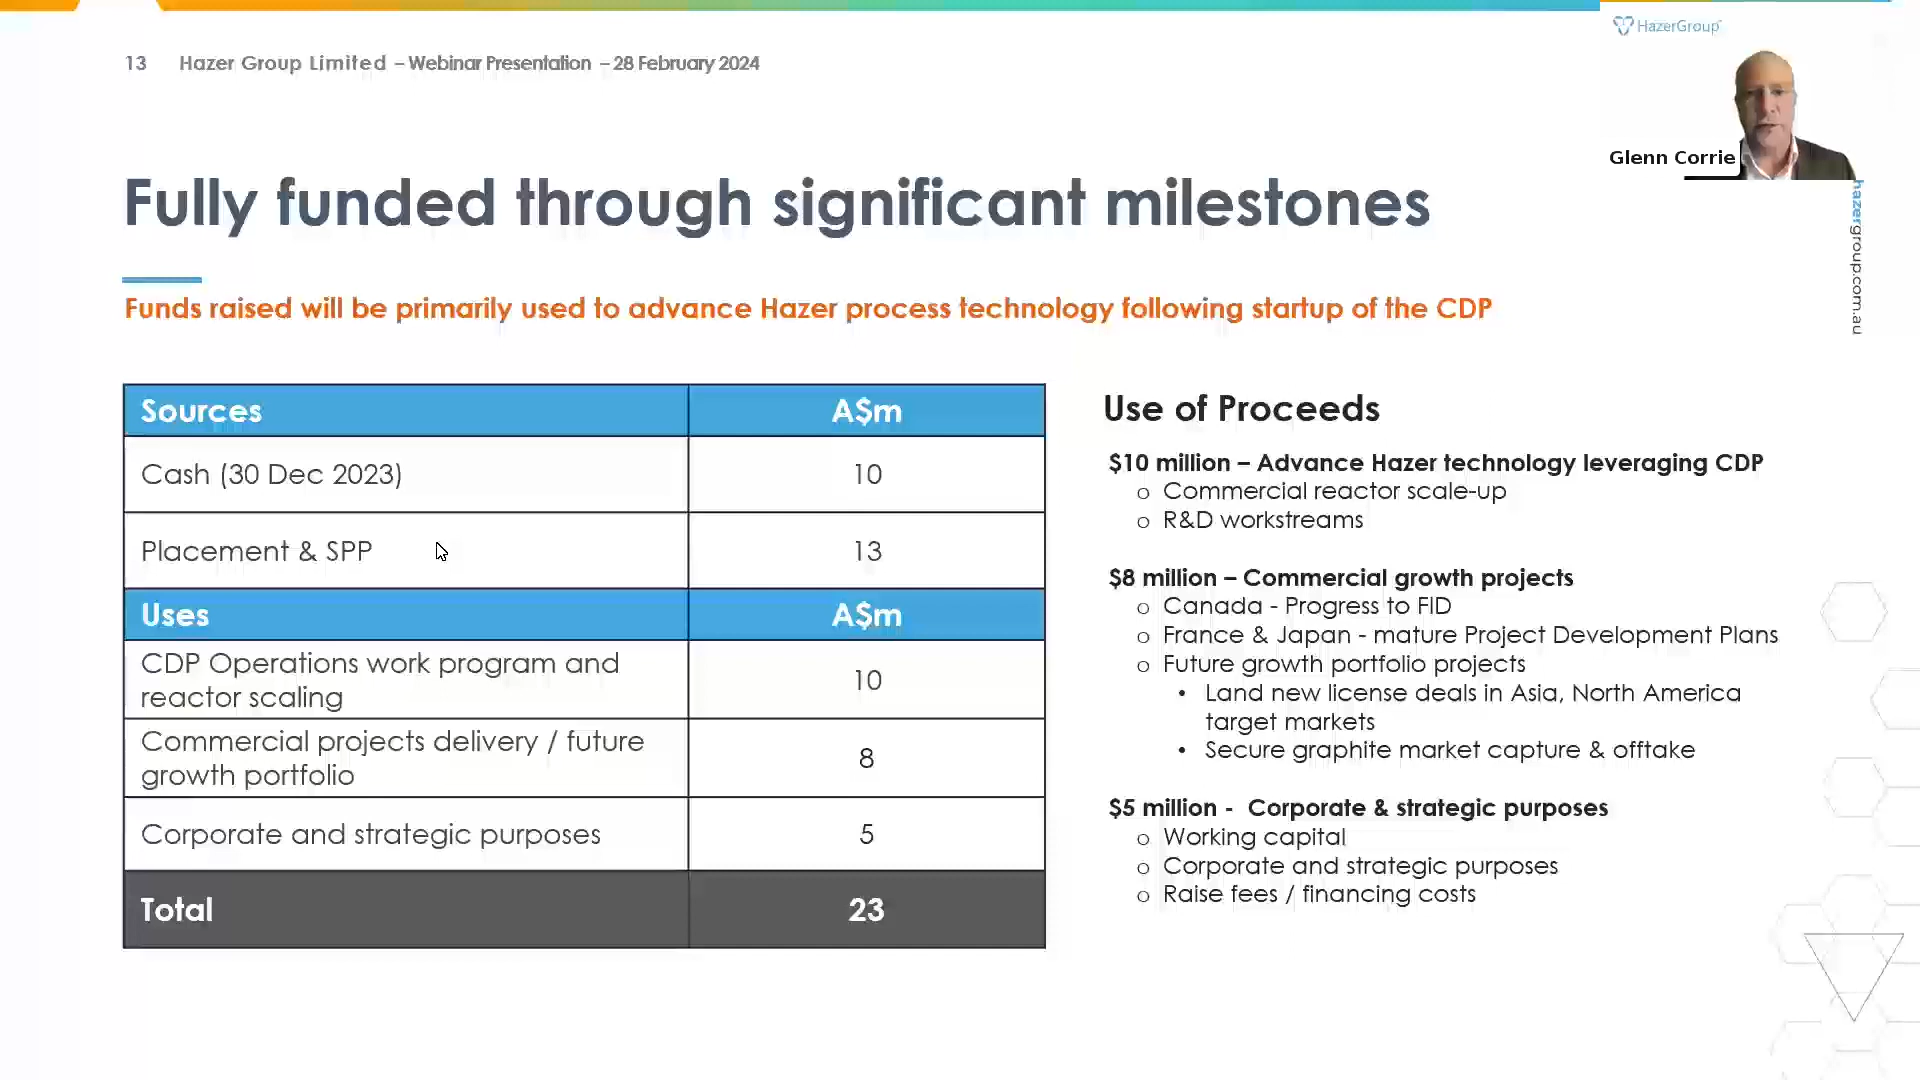 13 Hazer Group Limited – Webinar Presentation – 28 February 2024
HazerGroup
Glenn Corrie
hazergroup.com.au
Fully funded through significant milestones
Funds raised will be primarily used to advance Hazer process technology following startup of the CDP
Sources A$m
Cash (30 Dec 2023) 10
Placement & SPP 13
Uses A$m
CDP Operations work program and
reactor scaling 10
Commercial projects delivery / future
growth portfolio 8
Corporate and strategic purposes 5
Total 23
Use of Proceeds
$10 million – Advance Hazer technology leveraging CDP
o Commercial reactor scale-up
o R&D workstreams
$8 million – Commercial growth projects
o Canada - Progress to FID
o France & Japan - mature Project Development Plans
o Future growth portfolio projects
• Land new license deals in Asia, North America
target markets
• Secure graphite market capture & offtake
$5 million - Corporate & strategic purposes
o Working capital
o Corporate and strategic purposes
o Raise fees / financing costs